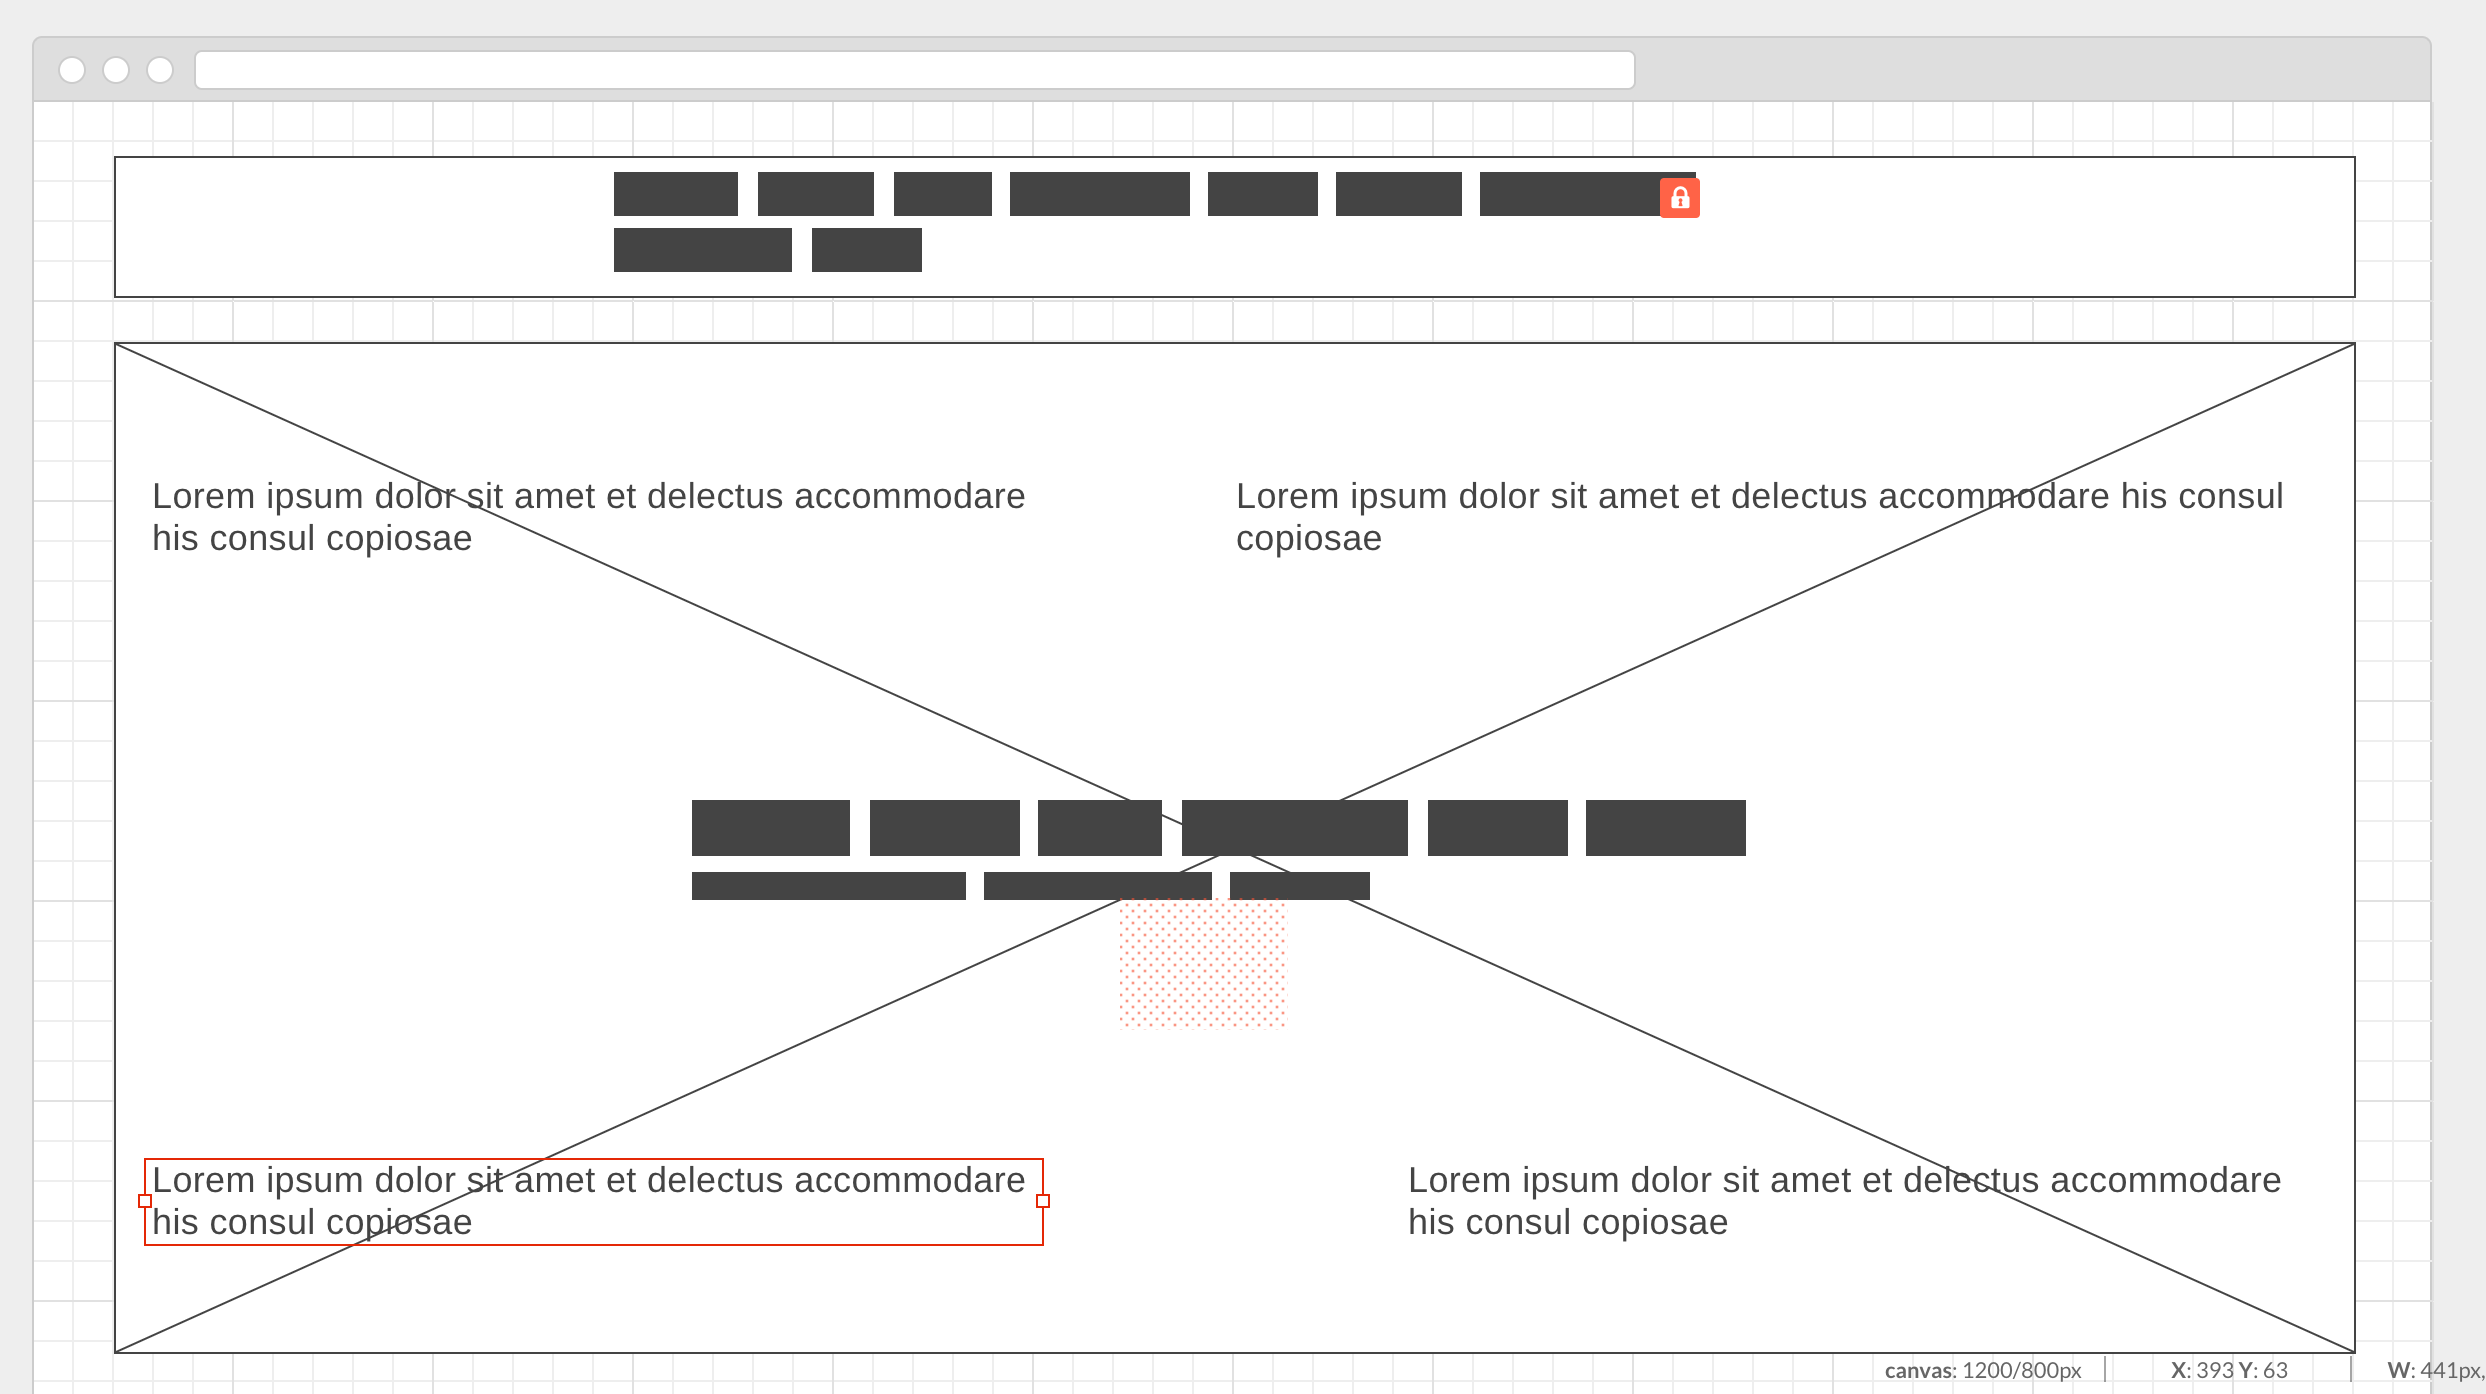 Lorem ipsum dolor sit amet et delectus accommodare
his consul copiosae
Lorem ipsum dolor sit amet et delectus accommodare his consul
copiosae
Lorem ipsum dolor sit amet et delectus accommodare
his consul copiosae
Lorem ipsum dolor sit amet et delectus accommodare
his consul copiosae
canvas: 1200/800px X: 393 Y: 63 W: 441px,